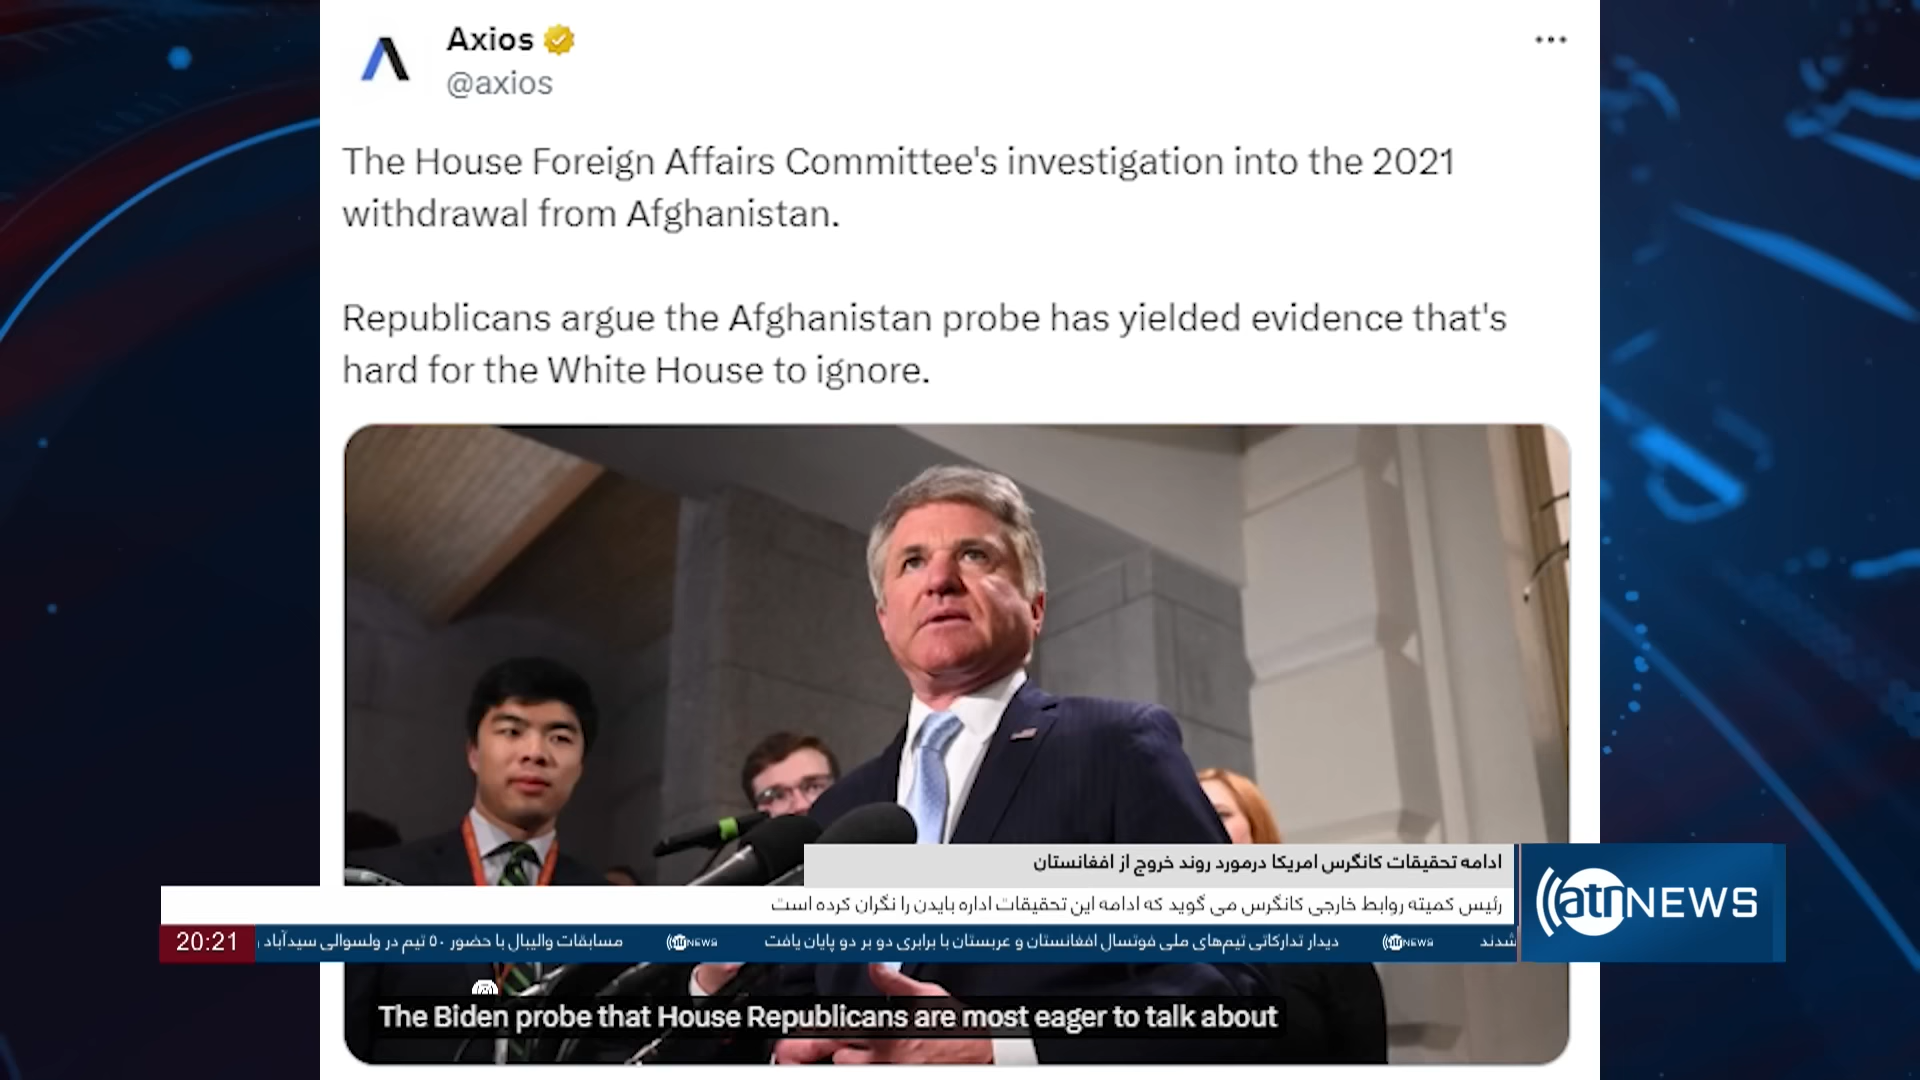 Axios
@axios
The House Foreign Affairs Committee's investigation into the 2021
withdrawal from Afghanistan.
Republicans argue the Afghanistan probe has yielded evidence that's
hard for the White House to ignore.
ادامه تحقیقات کانگرس امریکا درمورد روند خروج از افغانستان
رئیس کمیته روابط خارجی کانگرس می گوید که ادامه این تحقیقات اداره بایدن را نگران کرده است
atn NEWS
20:21
شدند atn NEWS دیدار تدارکاتی تیم‌های ملی فوتسال افغانستان و عربستان با برابری دو بر دو پایان یافت atn NEWS مسابقات والیبال با حضور ۵۰ تیم در ولسوالی سیدآباد
The Biden probe that House Republicans are most eager to talk about